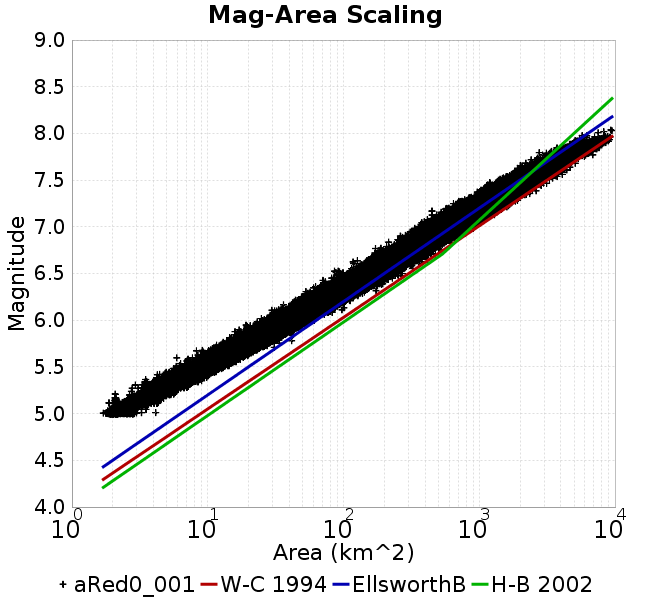 Mag-Area Scaling
9.0
8.5
8.0
7.5
7.0
6.5
6.0
5.5
5.0
4.5
4.0
Magnitude
10^0 10^1 10^2 10^3 10^4
Area (km^2)
aRed0_001 W-C 1994 EllsworthB H-B 2002